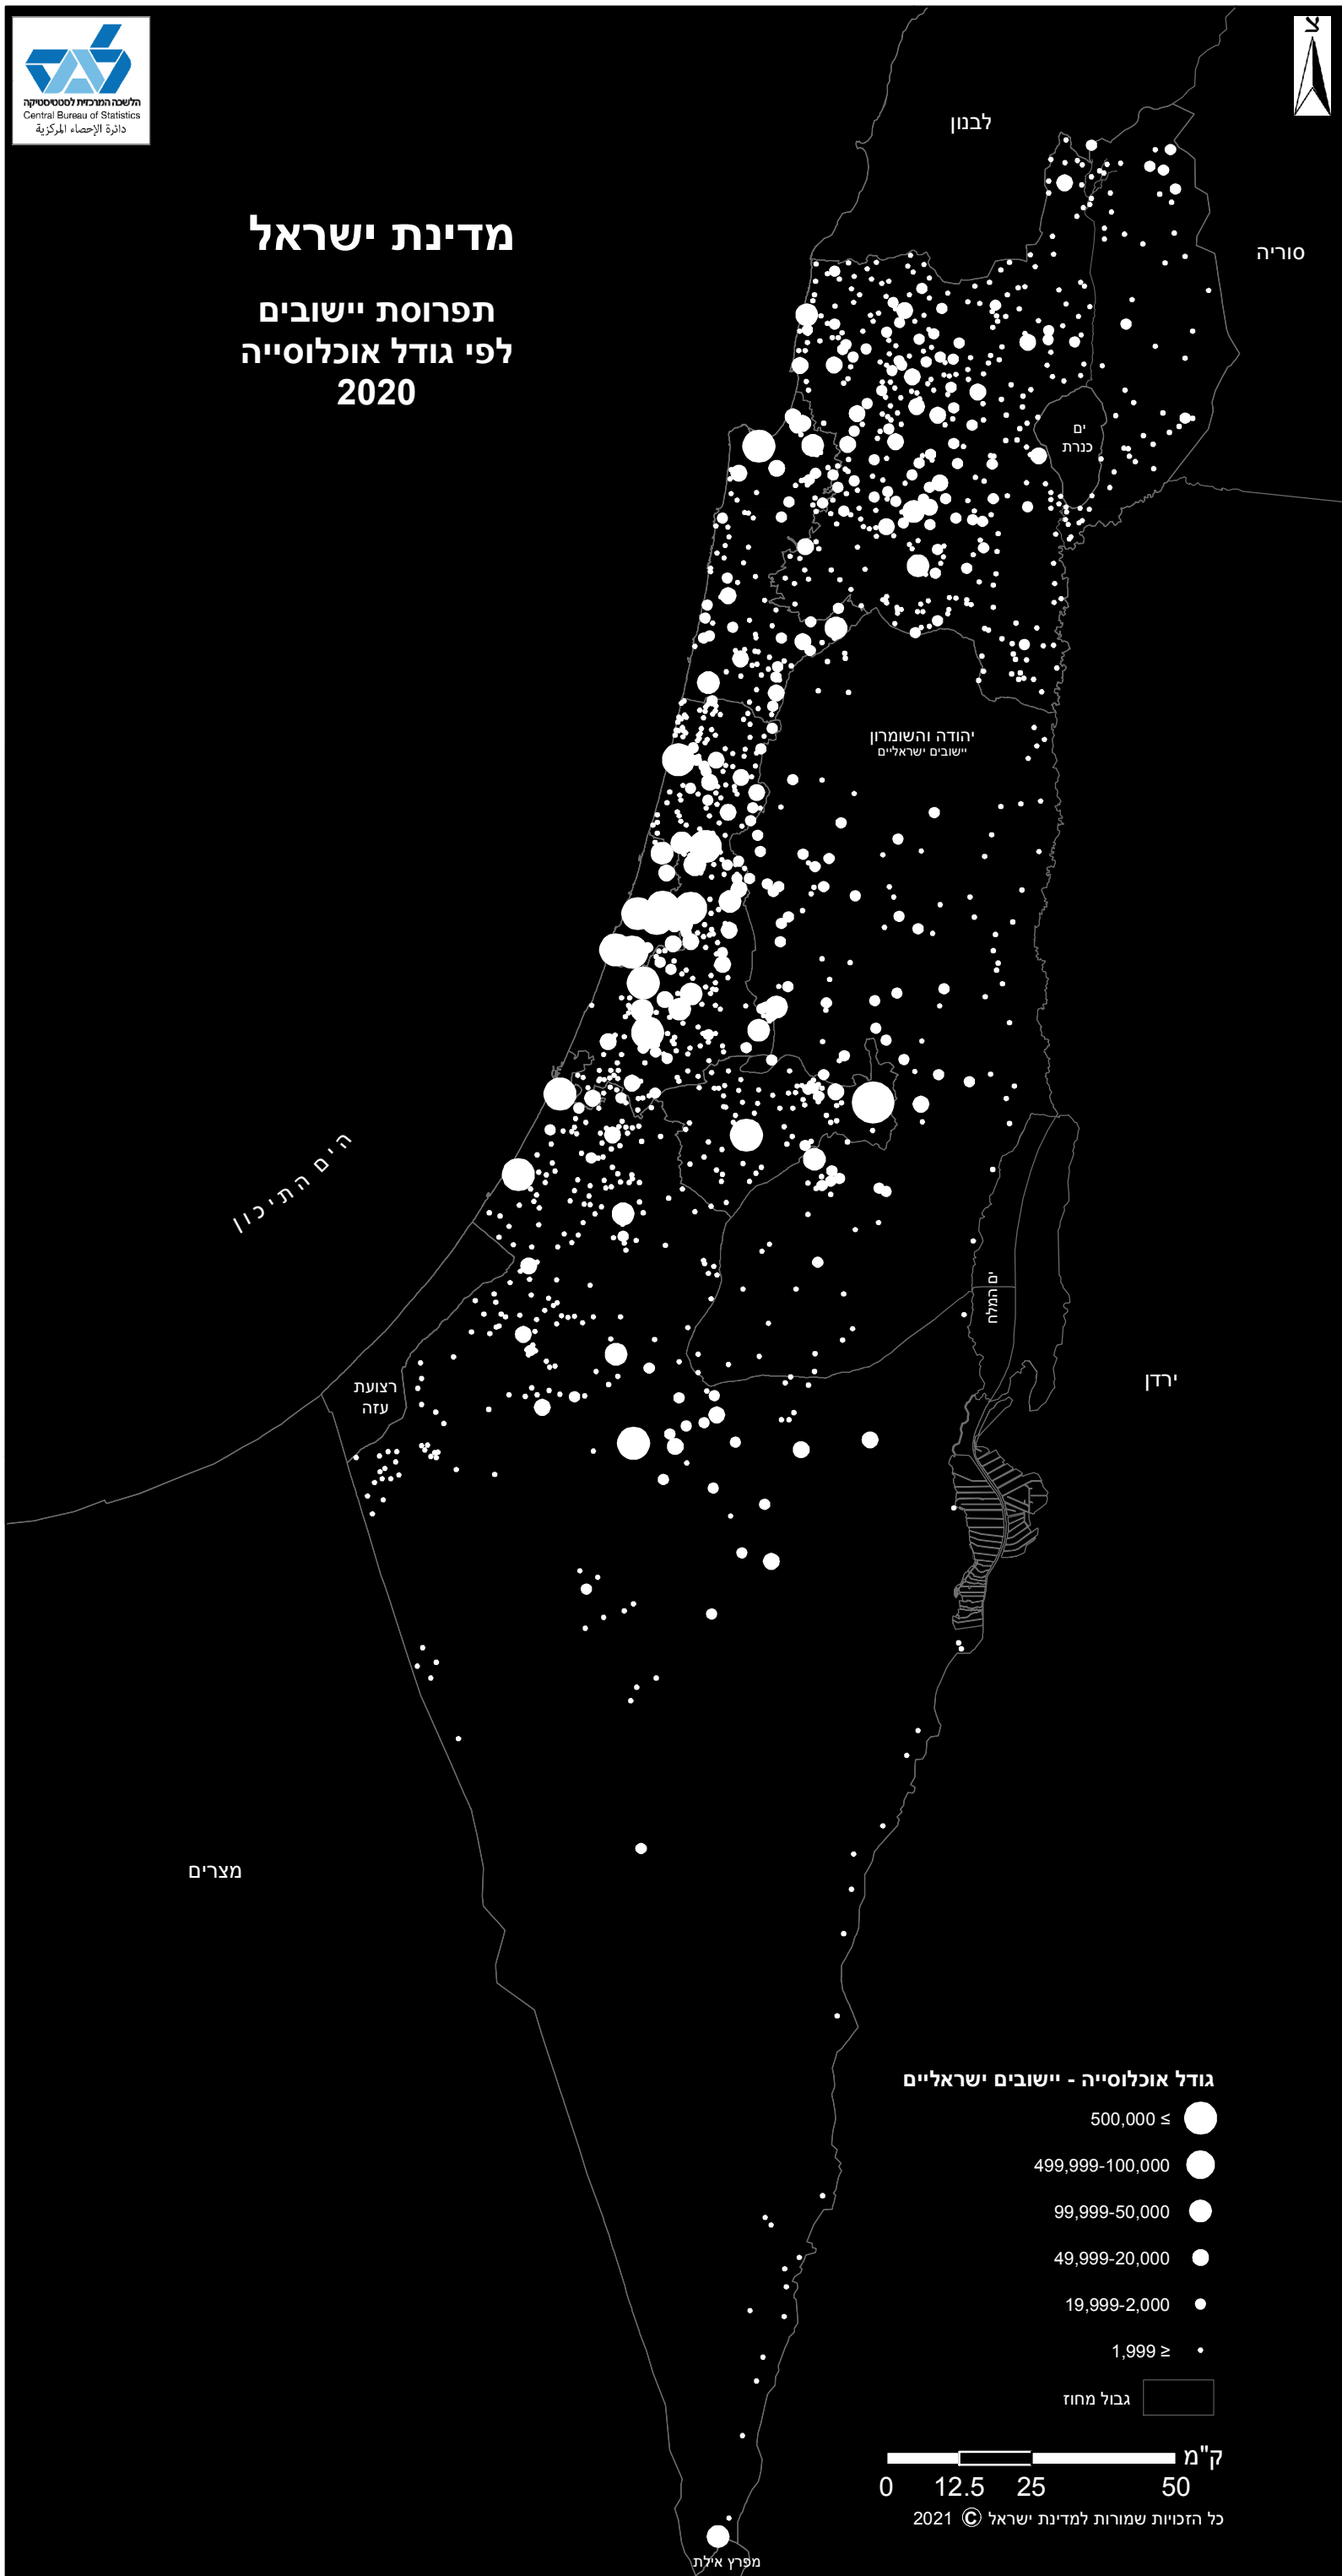 הלשכה המרכזית לסטטיסטיקה
Central Bureau of Statistics
دائرة الإحصاء المركزية
צ
לבנון
סוריה
מדינת ישראל
תפרוסת יישובים
לפי גודל אוכלוסייה
2020
ים
כנרת
יהודה והשומרון
יישובים ישראליים
הים התיכון
ים המלח
ירדן
רצועת
עזה
מצרים
גודל אוכלוסייה - יישובים ישראליים
500,000 ≤
499,999-100,000
99,999-50,000
49,999-20,000
19,999-2,000
1,999 ≥
גבול מחוז
ק"מ
0 12.5 25 50
כל הזכויות שמורות למדינת ישראל © 2021
מפרץ אילת